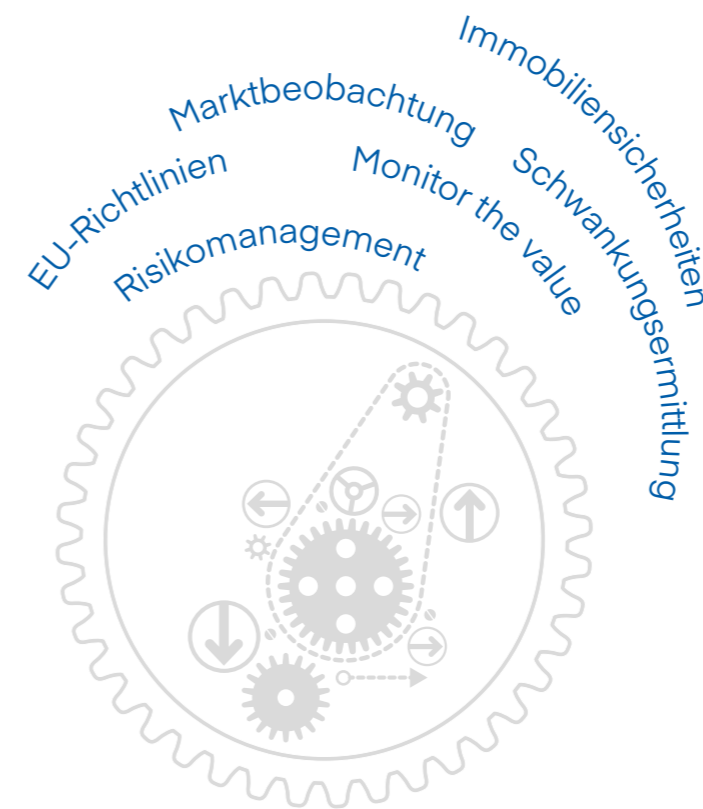 Immobiliensicherheiten
Marktbeobachtung
Schwankungsermittlung
Monitor the value
EU-Richtlinien
Risikomanagement